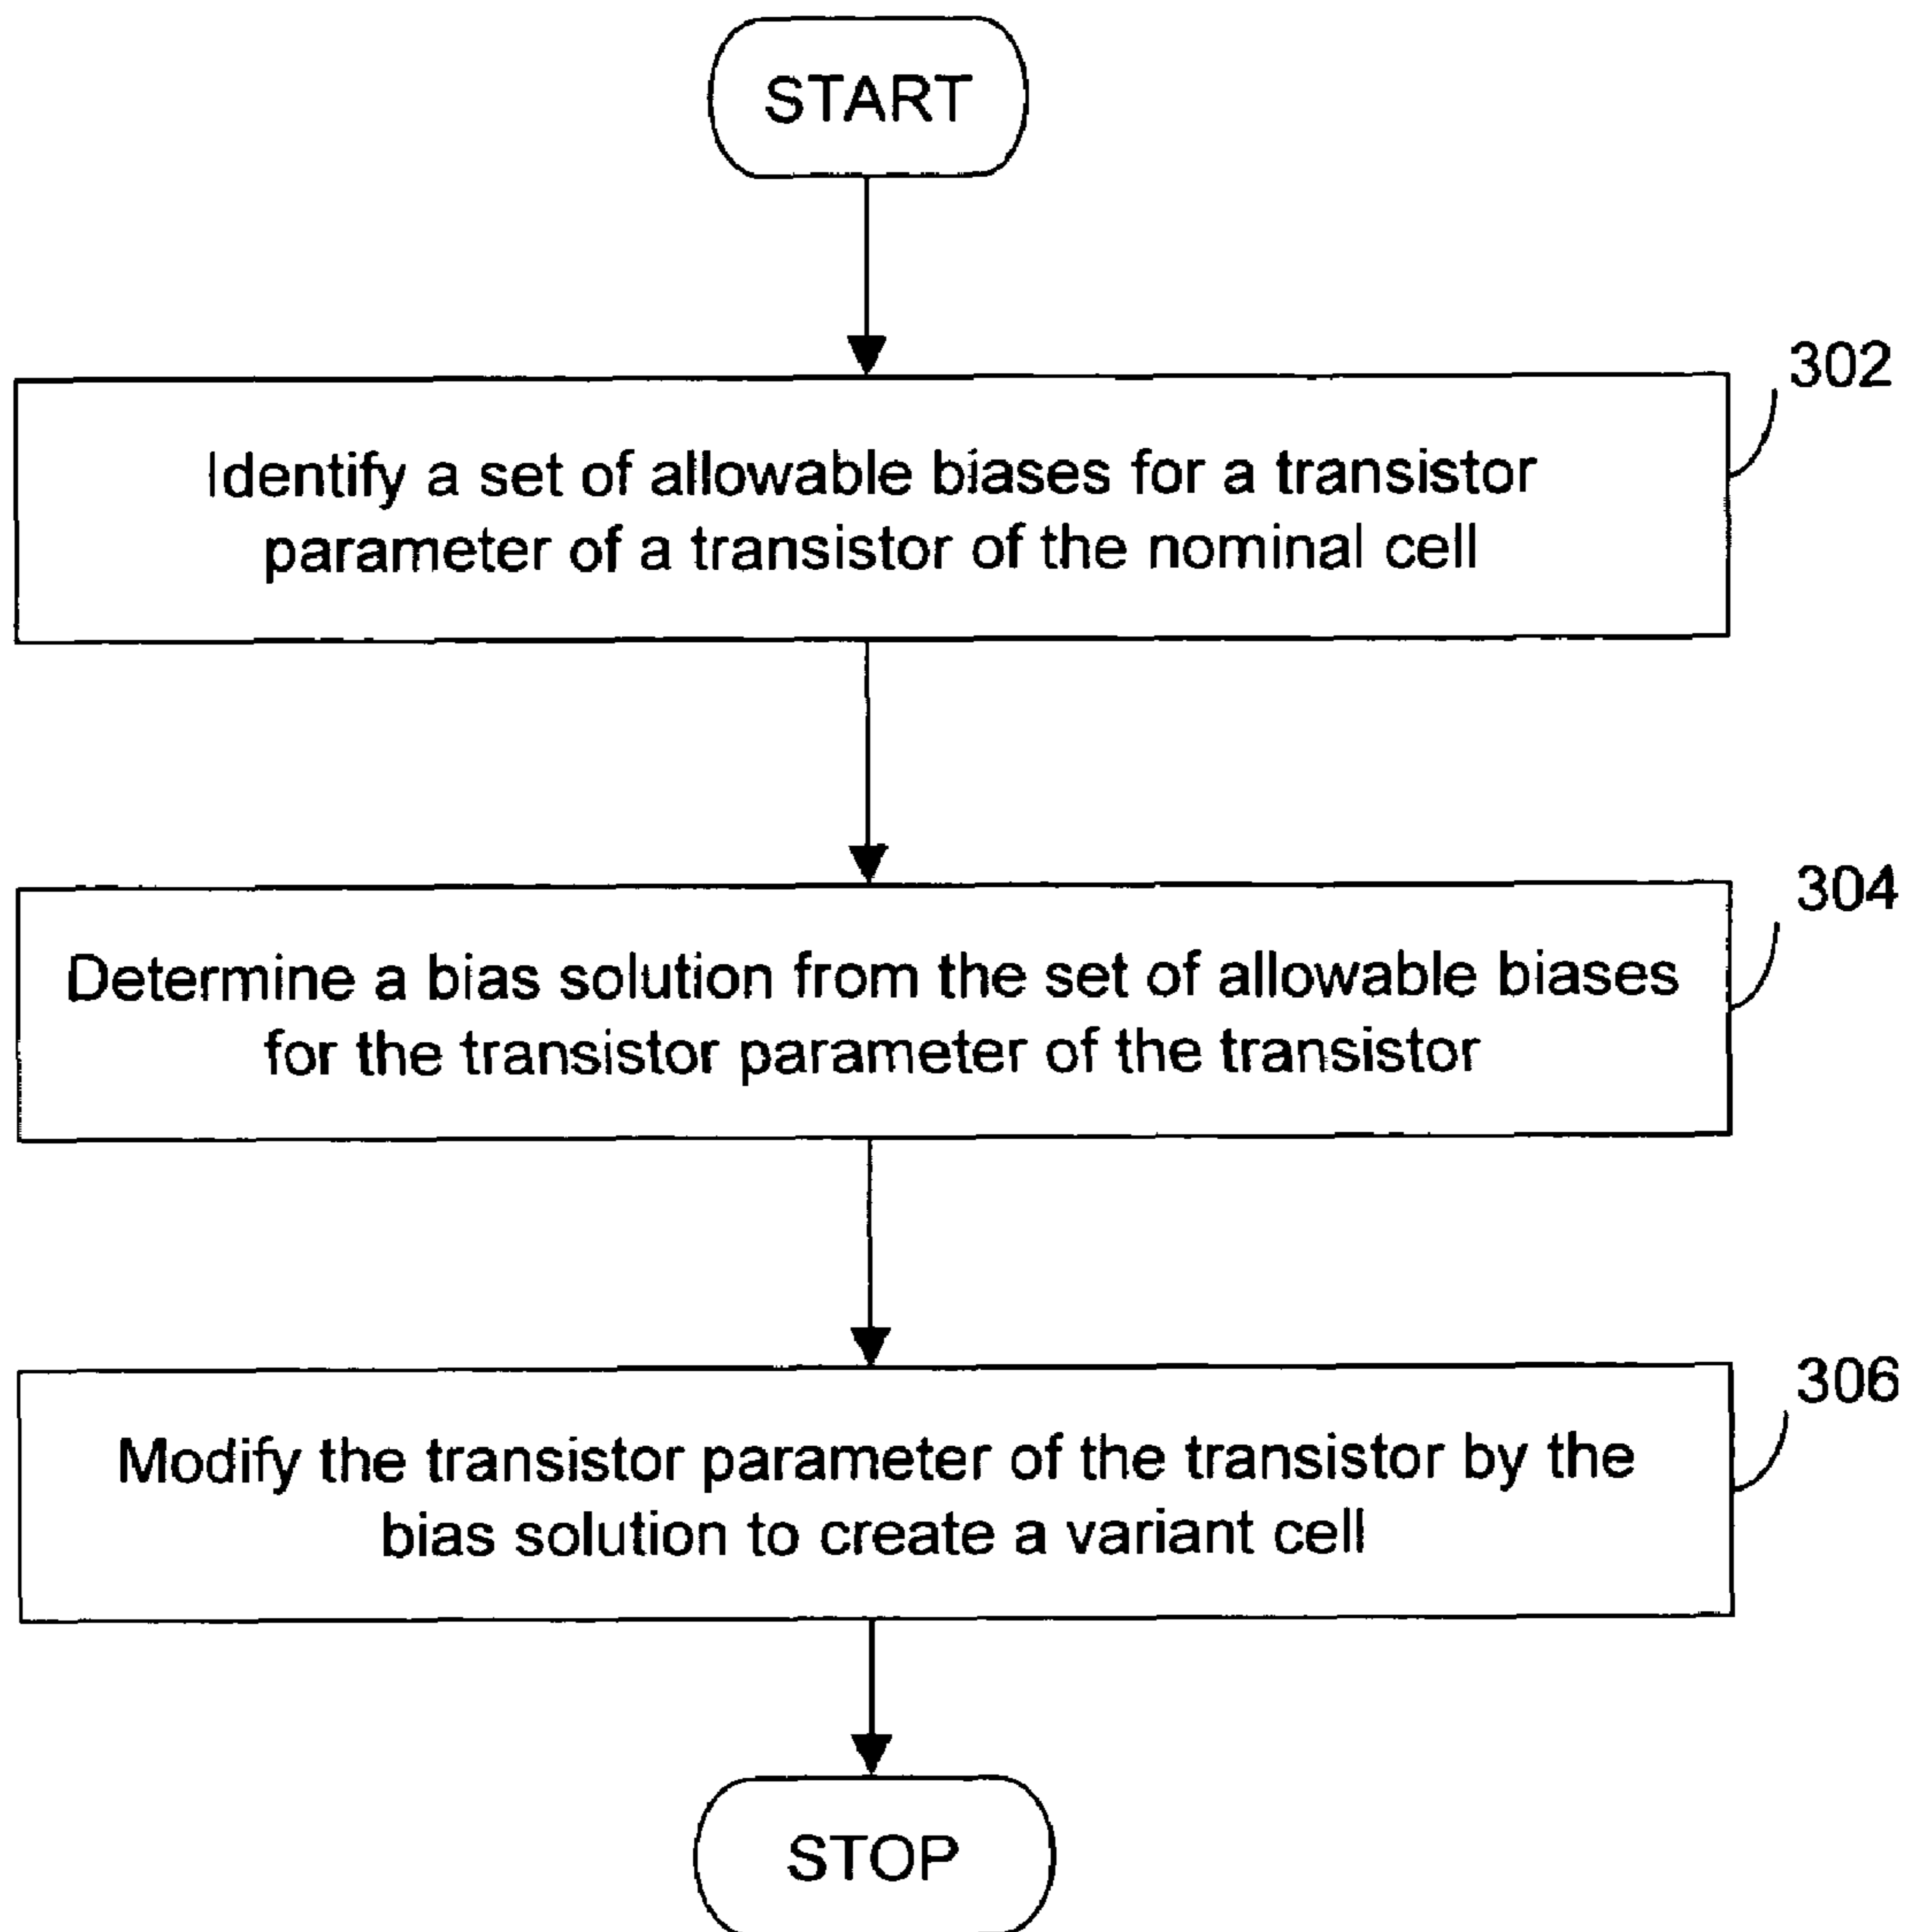 START
302
Identify a set of allowable biases for a transistor
parameter of a transistor of the nominal cell
304
Determine a bias solution from the set of allowable biases
for the transistor parameter of the transistor
306
Modify the transistor parameter of the transistor by the
bias solution to create a variant cell
STOP